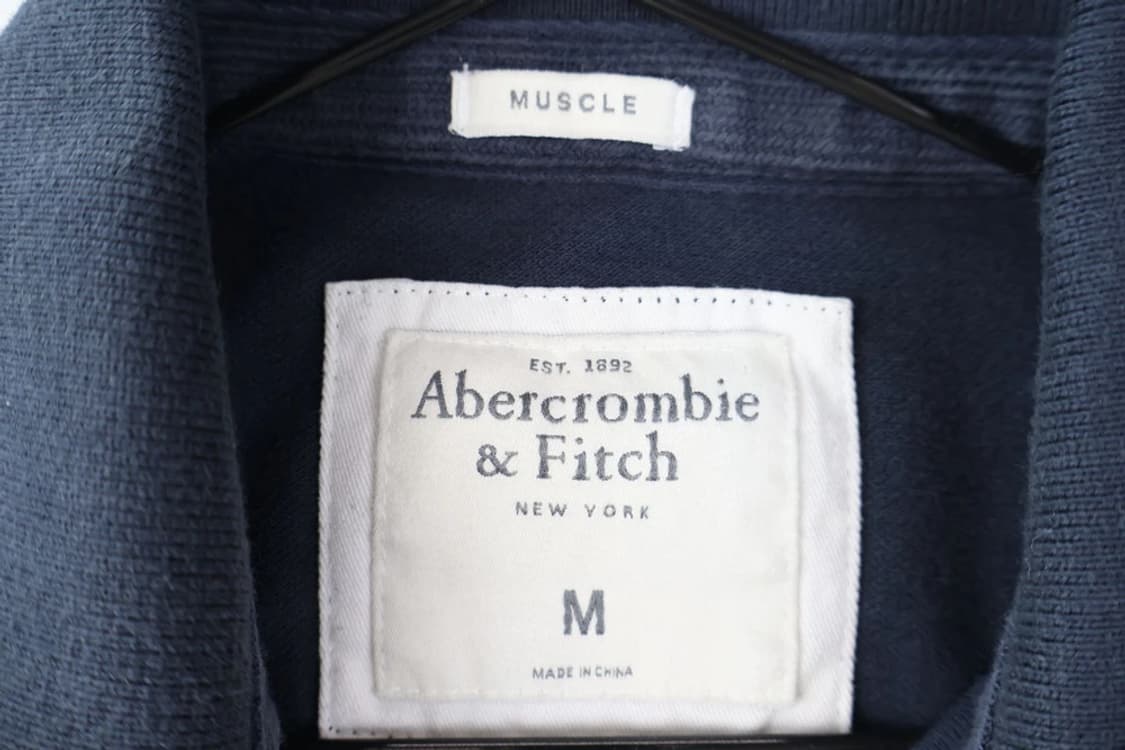 MUSCLE
EST. 1892
Abercrombie
& Fitch
NEW YORK
M
MADE IN CHINA